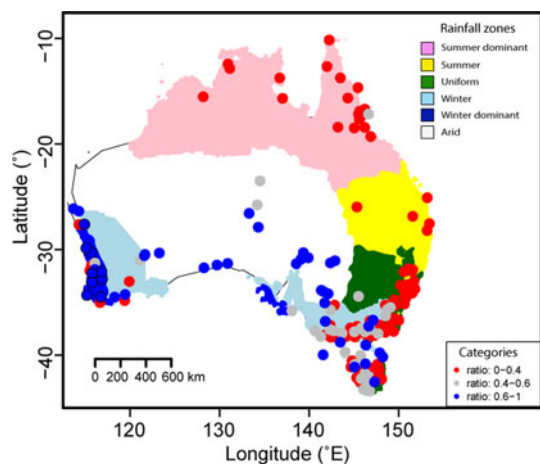 Rainfall zones
Summer dominant
Summer
Uniform
Winter
Winter dominant
Arid
−10
−20
−30
−40
Latitude (°)
0 200 400 600 km
Categories
ratio: 0−0.4
ratio: 0.4−0.6
ratio: 0.6−1
120
130
140
150
Longitude (°E)